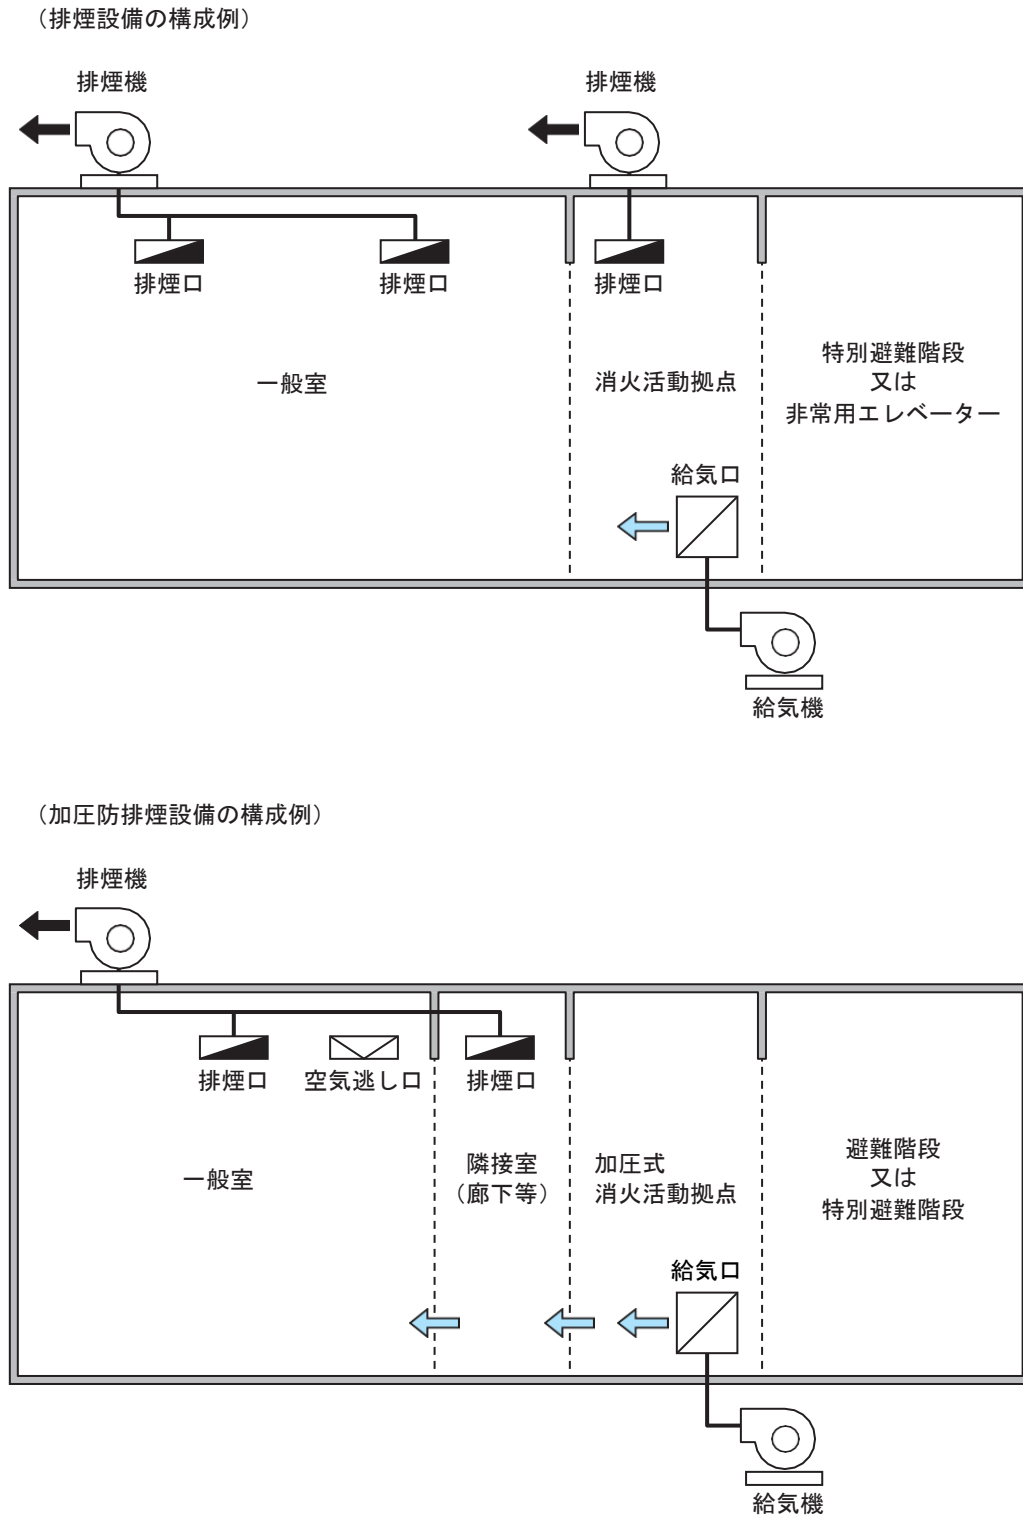 （排煙設備の構成例）
排煙機
排煙機
排煙口
排煙口
排煙口
一般室
消火活動拠点
特別避難階段
又は
非常用エレベーター
給気口
給気機
（加圧防排煙設備の構成例）
排煙機
排煙口
空気逃し口
排煙口
一般室
隣接室
（廊下等）
加圧式
消火活動拠点
避難階段
又は
特別避難階段
給気口
給気機